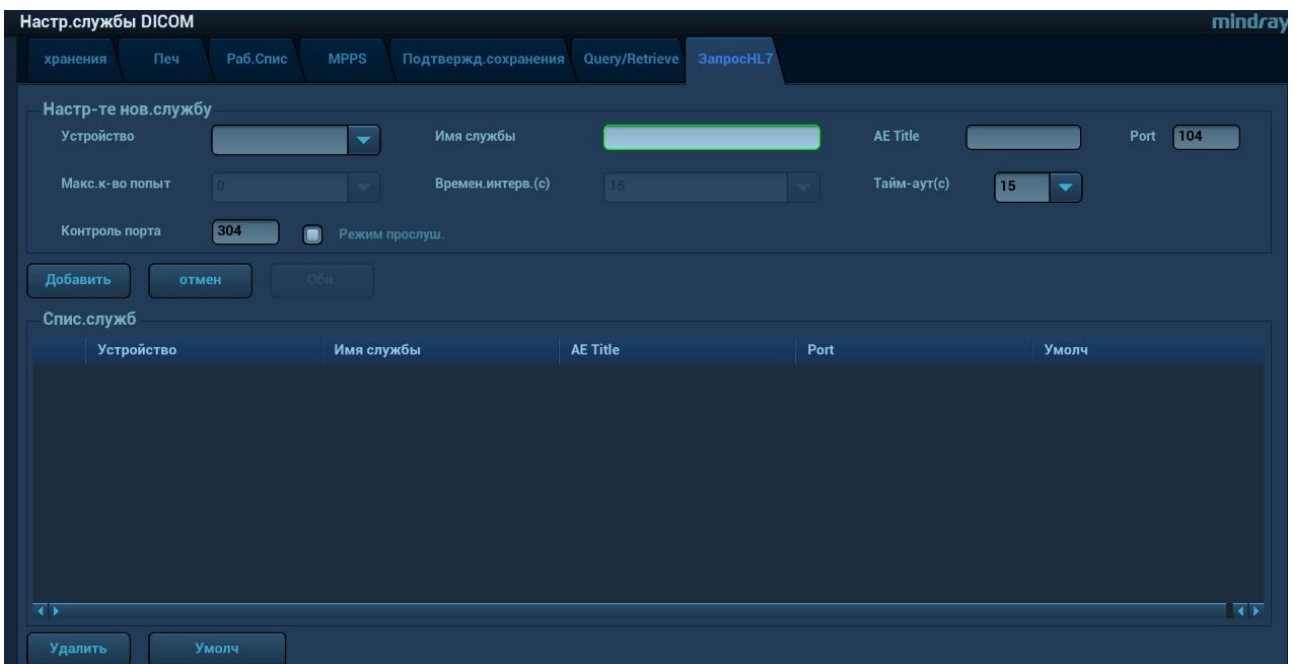 Настр.службы DICOM mindray
хранения Печ Раб.Спис MPPS Подтвержд.сохранения Query/Retrieve ЗапросHL7
Настр-те нов.службу
Устройство Имя службы AE Title Port 104
Макс.к-во попыт 0 Времен.интерв.(с) 15 Тайм-аут(с) 15
Контроль порта 304 Режим прослуш.
Добавить отмен Обн
Спис.служб
Устройство Имя службы AE Title Port Умолч
Удалить Умолч